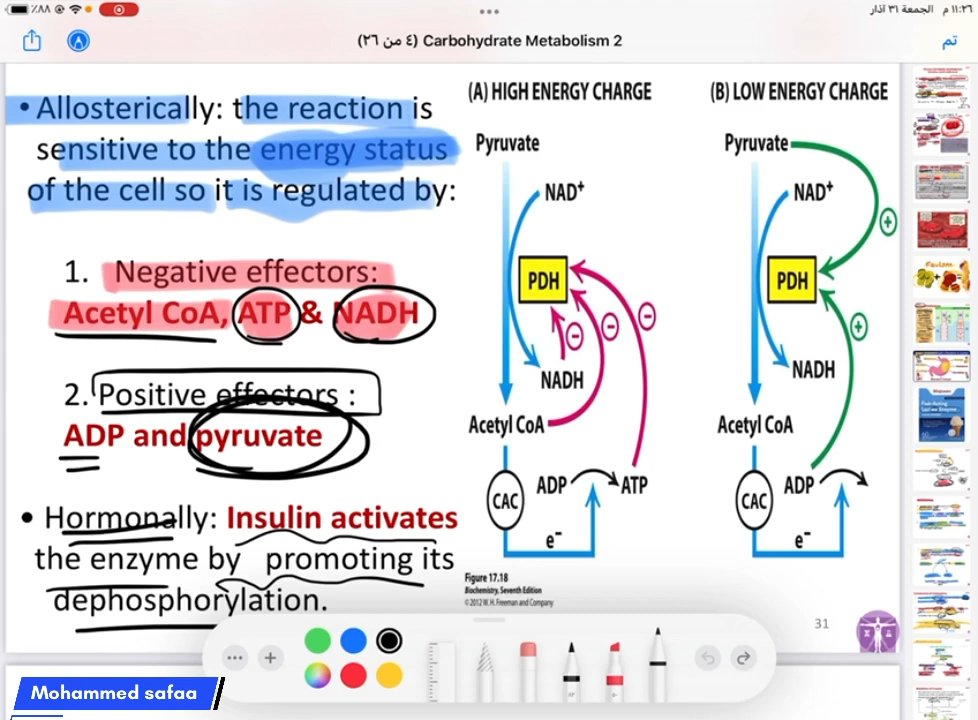 ٪٨٨
١١:٢٦ م الجمعة ٣١ آذار
Carbohydrate Metabolism 2 (٤ من ٢٦)
تم
• Allosterically: the reaction is
sensitive to the energy status
of the cell so it is regulated by:
1. Negative effectors:
Acetyl CoA, ATP & NADH
2. Positive effectors :
ADP and pyruvate
• Hormonally: Insulin activates
the enzyme by promoting its
dephosphorylation.
(A) HIGH ENERGY CHARGE
Pyruvate
NAD⁺
PDH
NADH
Acetyl CoA
ADP
ATP
CAC
e⁻
(B) LOW ENERGY CHARGE
Pyruvate
NAD⁺
PDH
NADH
Acetyl CoA
ADP
CAC
e⁻
Figure 17.18
Biochemistry, Seventh Edition
© 2012 W. H. Freeman and Company
31
Mohammed safaa